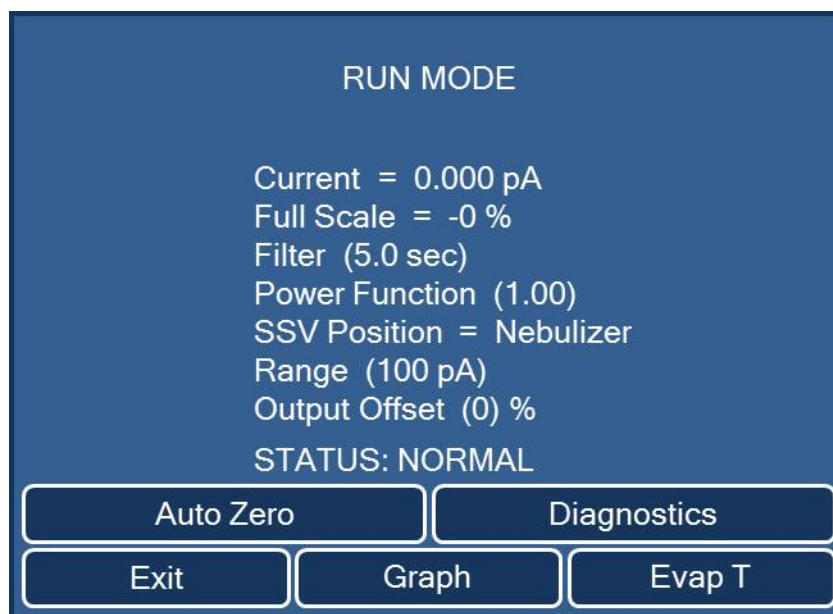 RUN MODE
Current = 0.000 pA
Full Scale = -0 %
Filter (5.0 sec)
Power Function (1.00)
SSV Position = Nebulizer
Range (100 pA)
Output Offset (0) %
STATUS: NORMAL
Auto Zero Diagnostics
Exit Graph Evap T